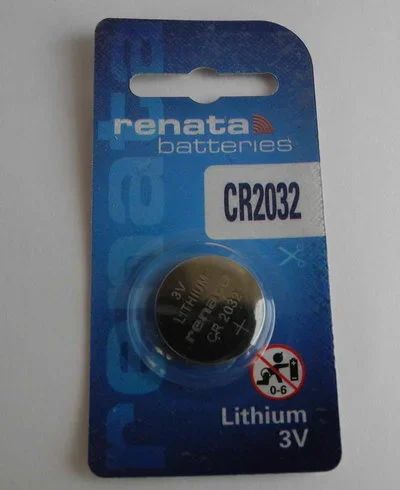 renata
batteries
CR2032
3V
LITHIUM
renata
CR 2032
+
0-6
Lithium
3V
renata